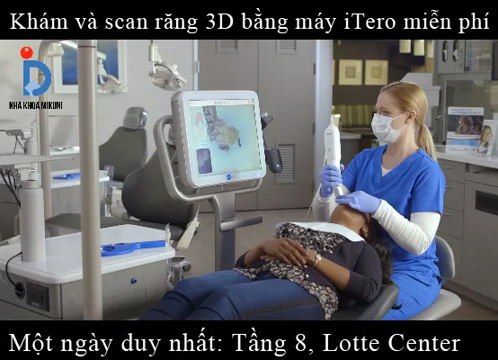 Khám và scan răng 3D bằng máy iTero miễn phí
NHA KHOA MIKUNI
Một ngày duy nhất: Tầng 8, Lotte Center